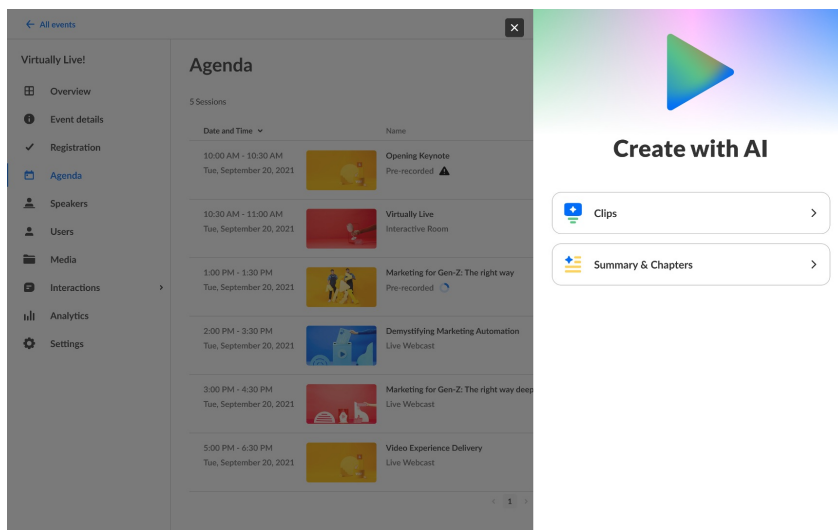 All events
Virtually Live!
Overview
Event details
Registration
Agenda
Speakers
Users
Media
Interactions
Analytics
Settings
Agenda
5 Sessions
Date and Time
Name
10:00 AM - 10:30 AM
Tue, September 20, 2021
Opening Keynote
Pre-recorded
10:30 AM - 11:00 AM
Tue, September 20, 2021
Virtually Live
Interactive Room
1:00 PM - 1:30 PM
Tue, September 20, 2021
Marketing for Gen-Z: The right way
Pre-recorded
2:00 PM - 3:30 PM
Tue, September 20, 2021
Demystifying Marketing Automation
Live Webcast
3:00 PM - 4:30 PM
Tue, September 20, 2021
Marketing for Gen-Z: The right way deep
Live Webcast
5:00 PM - 6:30 PM
Tue, September 20, 2021
Video Experience Delivery
Live Webcast
1
Create with AI
Clips
Summary & Chapters